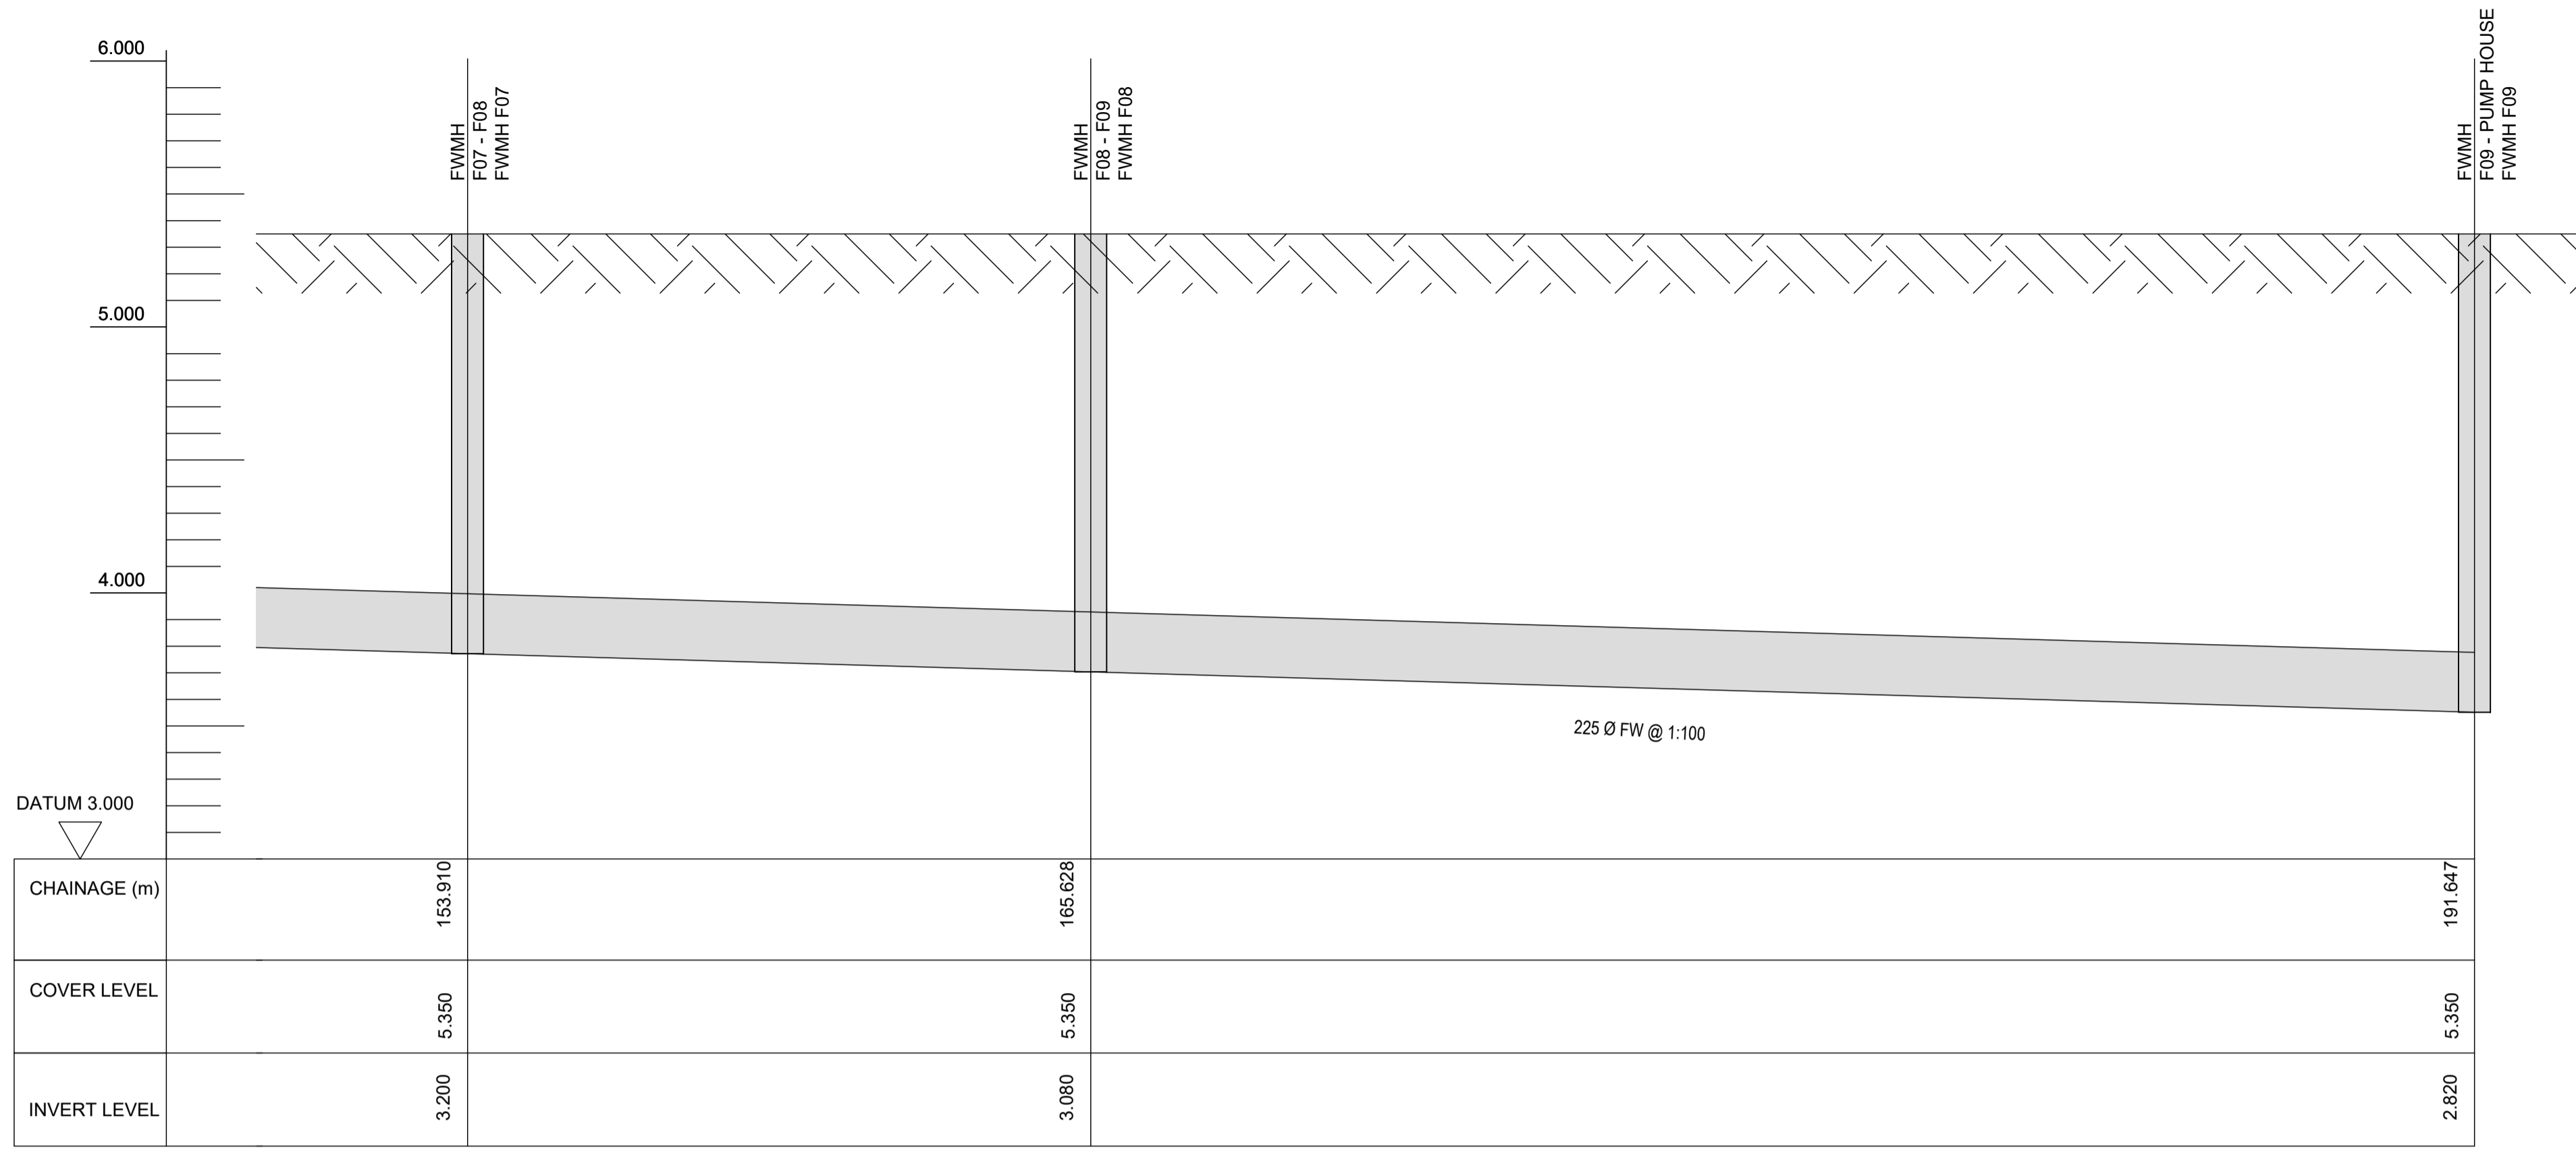 6.000
5.000
4.000
DATUM 3.000
FWMH
F07 - F08
FWMH F07
FWMH
F08 - F09
FWMH F08
FWMH
F09 - PUMP HOUSE
FWMH F09
225 Ø FW @ 1:100
CHAINAGE (m)
153.910
165.628
191.647
COVER LEVEL
5.350
5.350
5.350
INVERT LEVEL
3.200
3.080
2.820